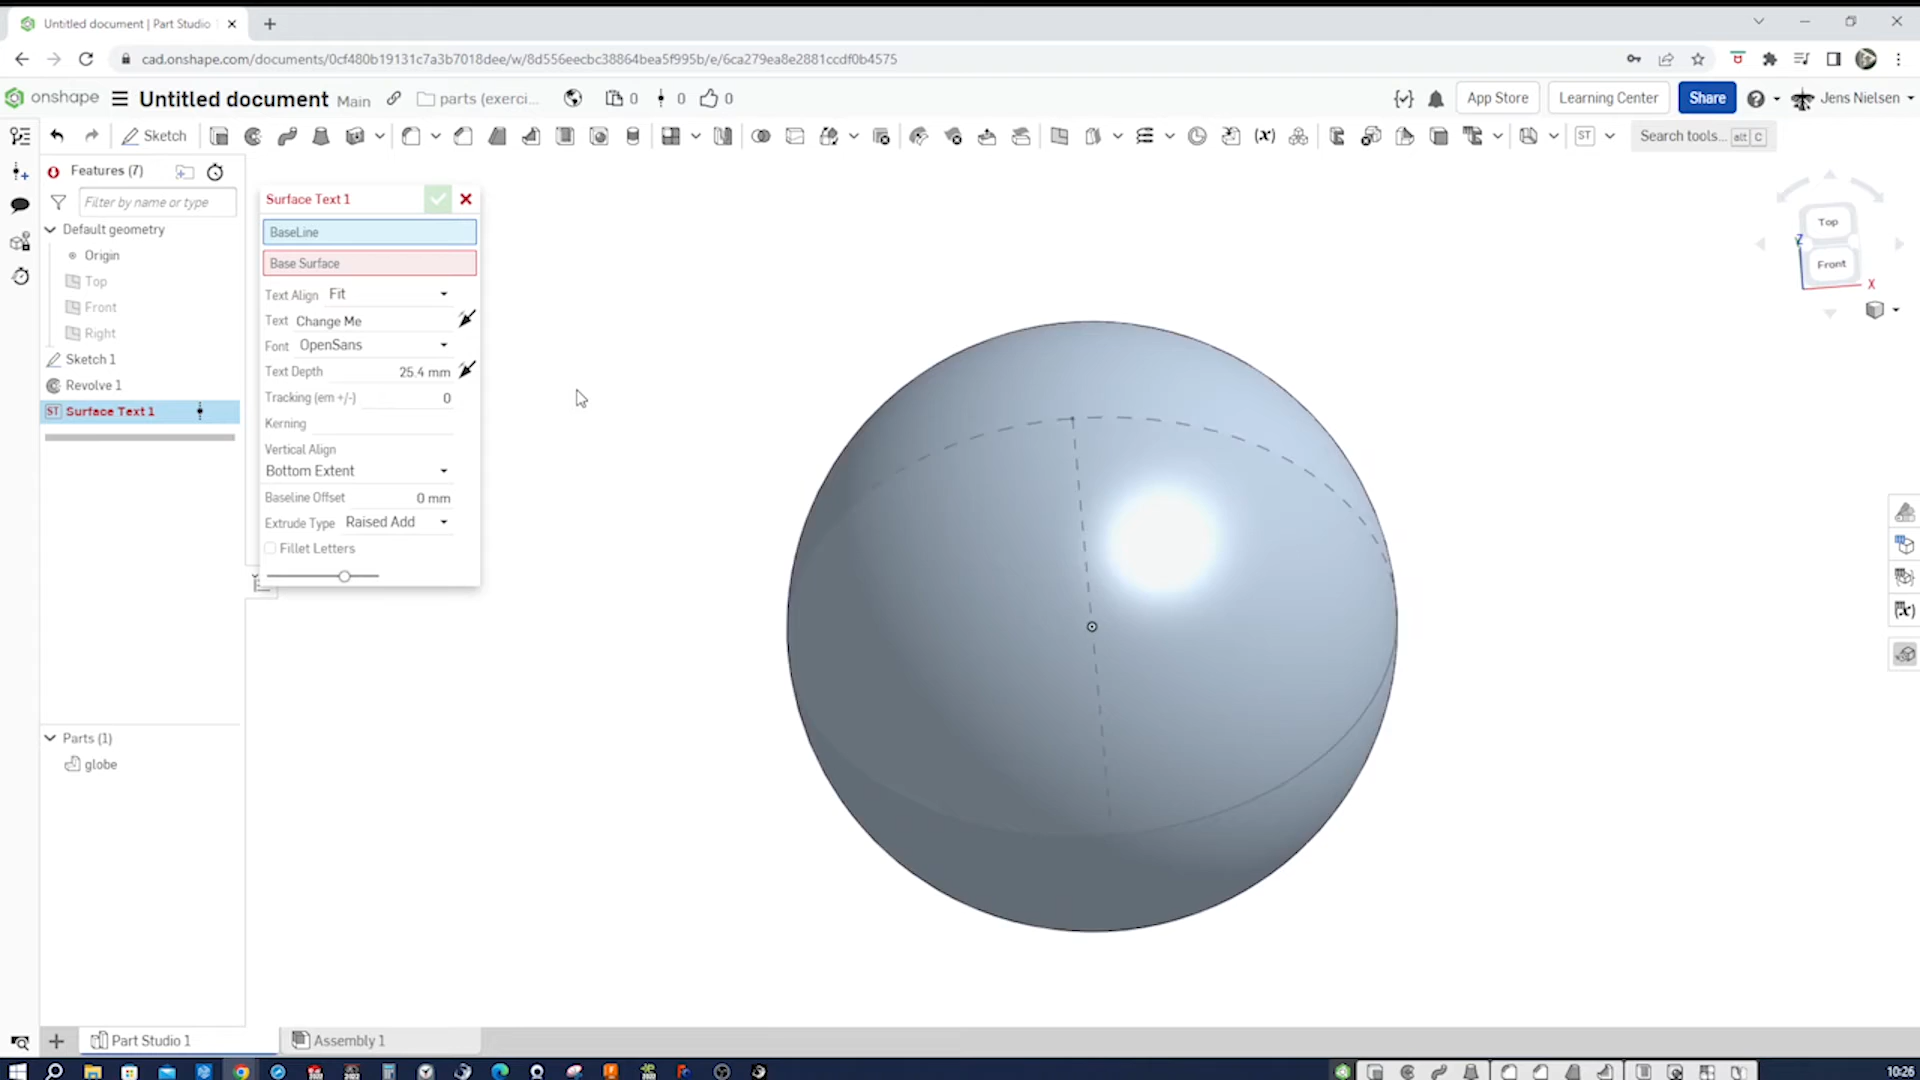 Untitled document | Part Studio
cad.onshape.com/documents/0cf480b19131c7a3b7018dee/w/8d556eecbc38864bea5f995b/e/6ca279ea8e2881ccdf0b4575
onshape Untitled document Main parts (exerci... 0 0 0 App Store Learning Center Share Jens Nielsen
Sketch (x) ST Search tools... alt C
Features (7)
Filter by name or type
Default geometry
Origin
Top
Front
Right
Sketch 1
Revolve 1
ST Surface Text 1
Parts (1)
globe
Surface Text 1
BaseLine
Base Surface
Text Align Fit
Text Change Me
Font OpenSans
Text Depth 25.4 mm
Tracking (em +/-) 0
Kerning
Vertical Align
Bottom Extent
Baseline Offset 0 mm
Extrude Type Raised Add
Fillet Letters
Top
Z
Front
X
(x)
Part Studio 1
Assembly 1
10:26